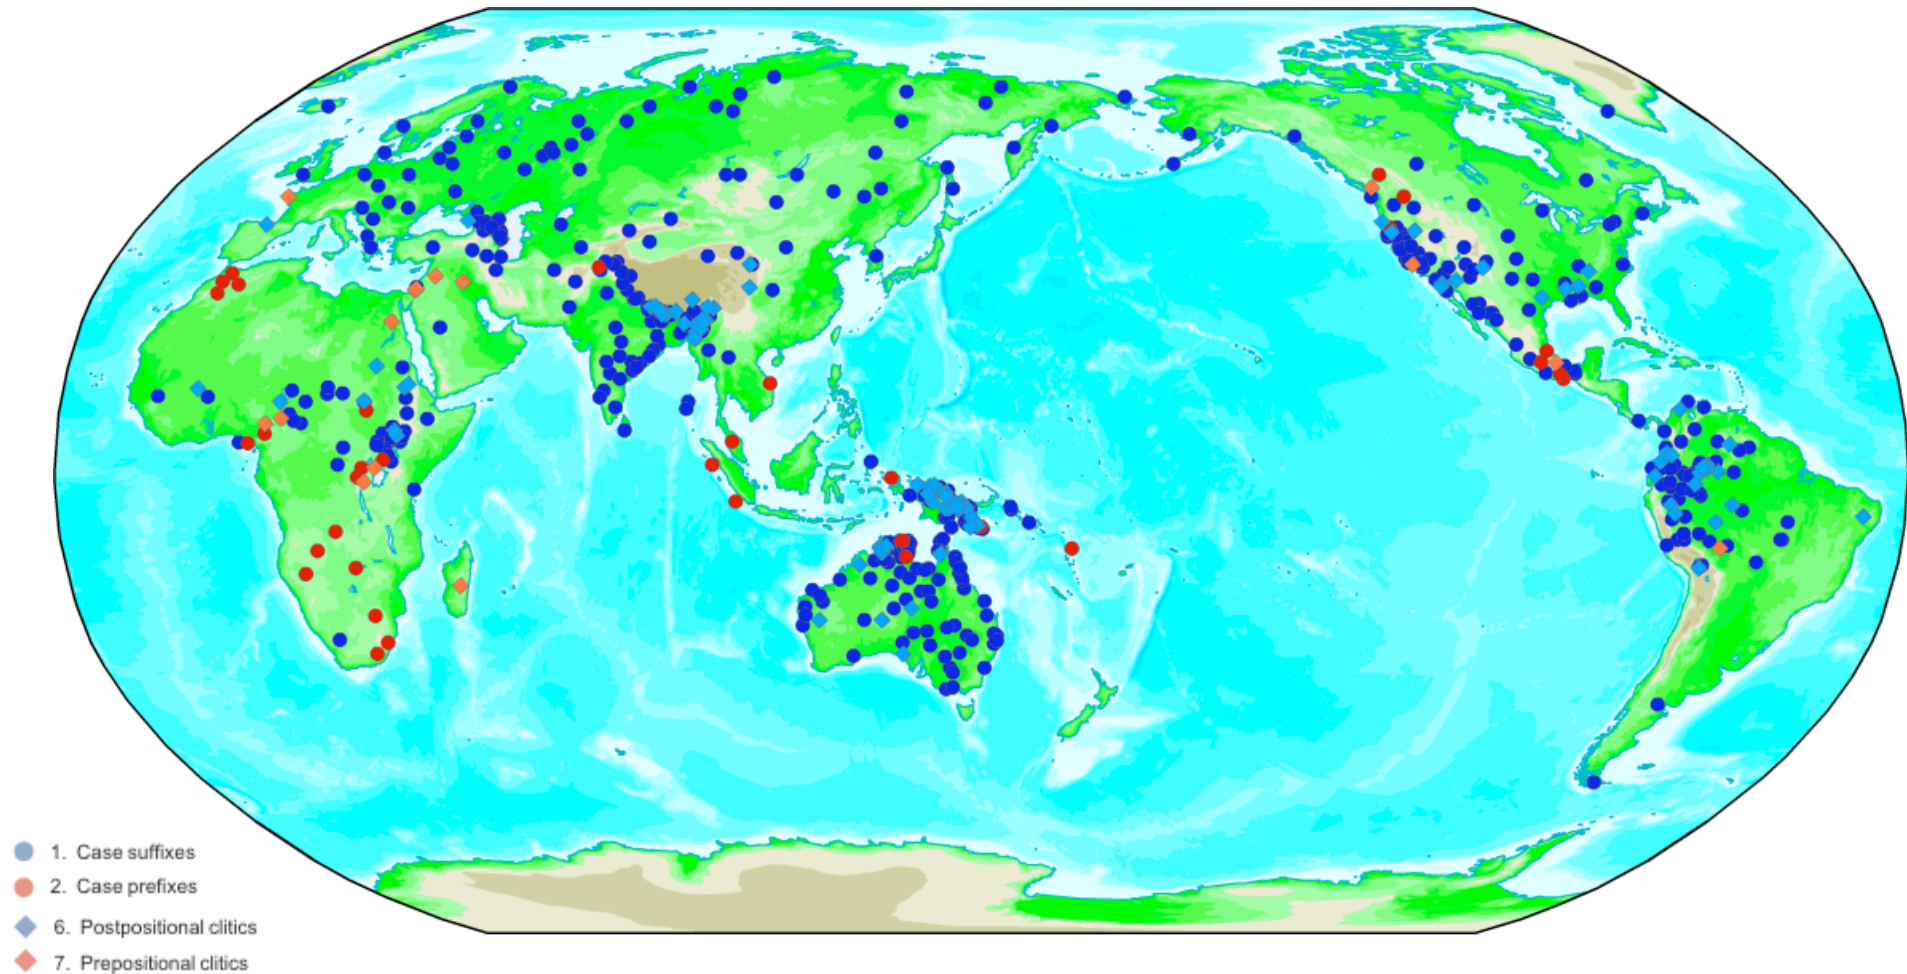 1. Case suffixes
2. Case prefixes
6. Postpositional clitics
7. Prepositional clitics